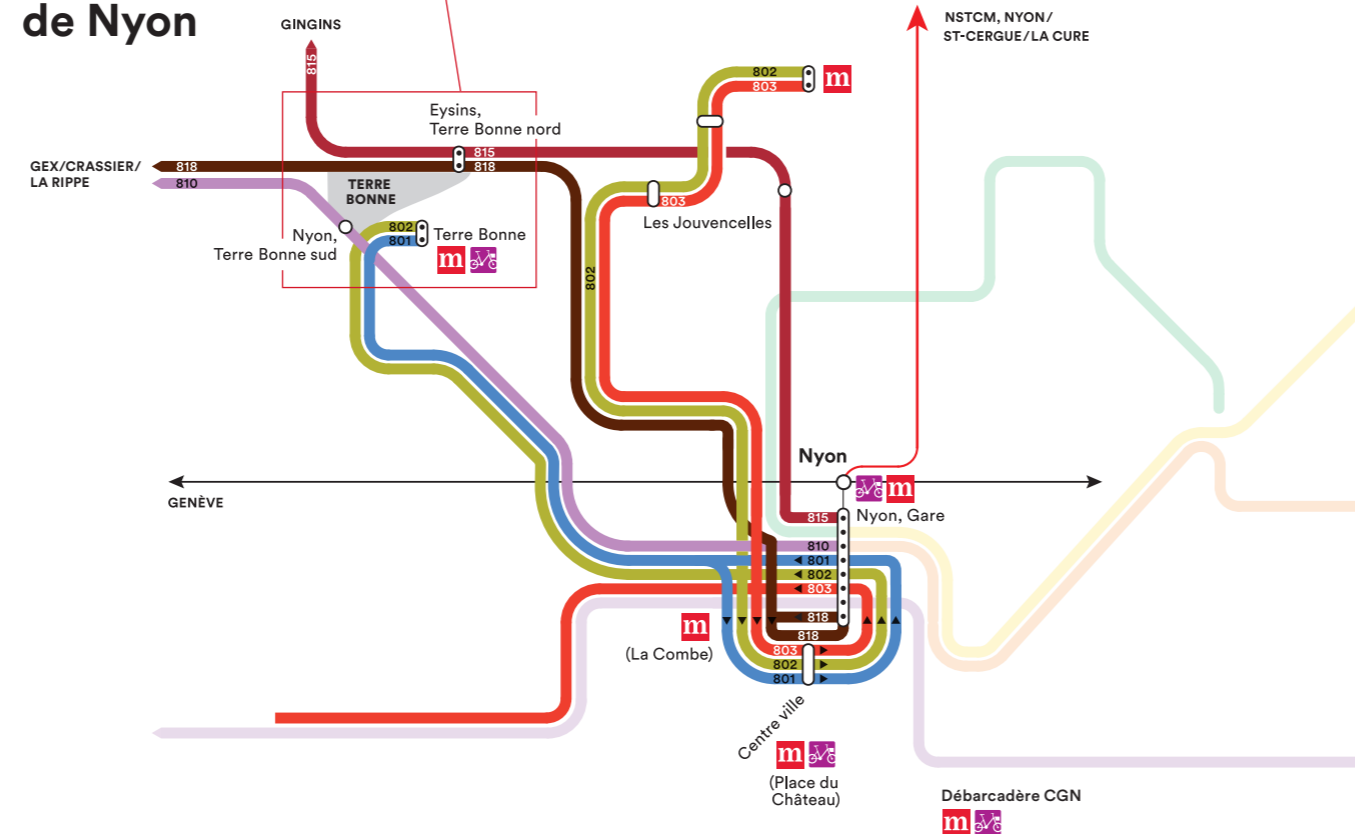 de Nyon
GINGINS
NSTCM, NYON/
ST-CERGUE/LA CURE
815
802
803
m
Eysins,
Terre Bonne nord
815
GEX/CRASSIER/
LA RIPPE
818
818
810
TERRE
BONNE
803
Les Jouvencelles
802
801
Terre Bonne
Nyon,
Terre Bonne sud
m
802
Nyon
GENÈVE
m
815
Nyon, Gare
810
801
802
803
818
m
(La Combe)
818
803
802
801
Centre ville
m
(Place du
Château)
Débarcadère CGN
m